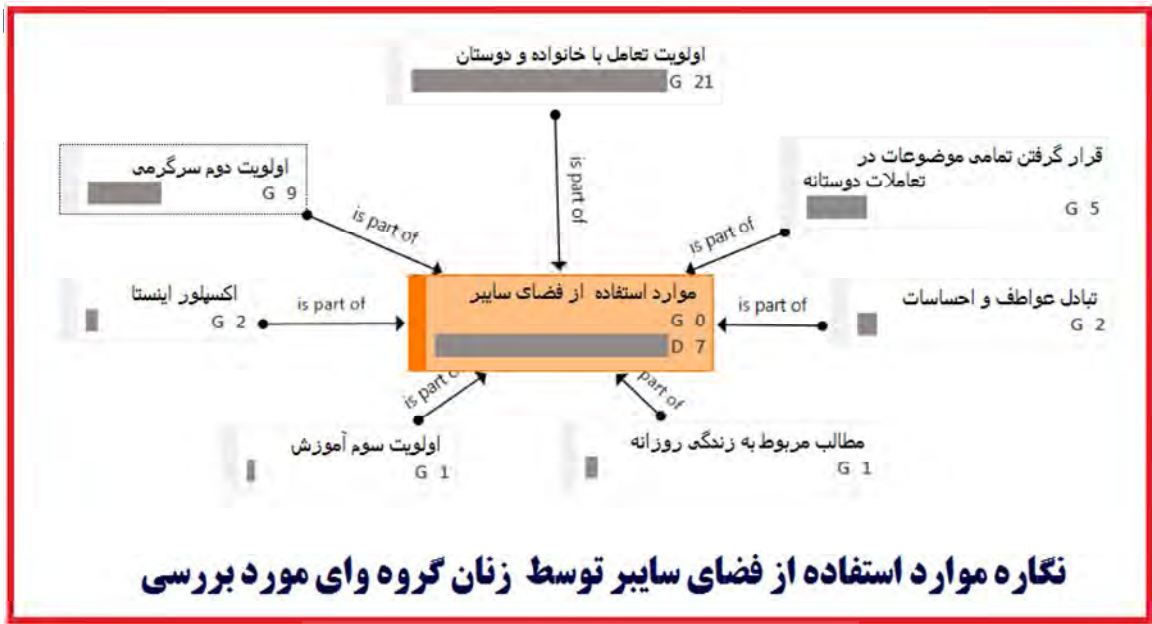 اولویت تعامل با خانواده و دوستان
G 21
اولویت دوم سرگرمی
G 9
is part of
is part of
قرار گرفتن تمامی موضوعات در
تعاملات دوستانه
G 5
is part of
اکسپلور اینستا
G 2
is part of
موارد استفاده از فضای سایبر
G 0
D 7
is part of
تبادل عواطف و احساسات
G 2
is part of
part of
اولویت سوم آموزش
G 1
مطالب مربوط به زندگی روزانه
G 1
نگاره موارد استفاده از فضای سایبر توسط زنان گروه وای مورد بررسی